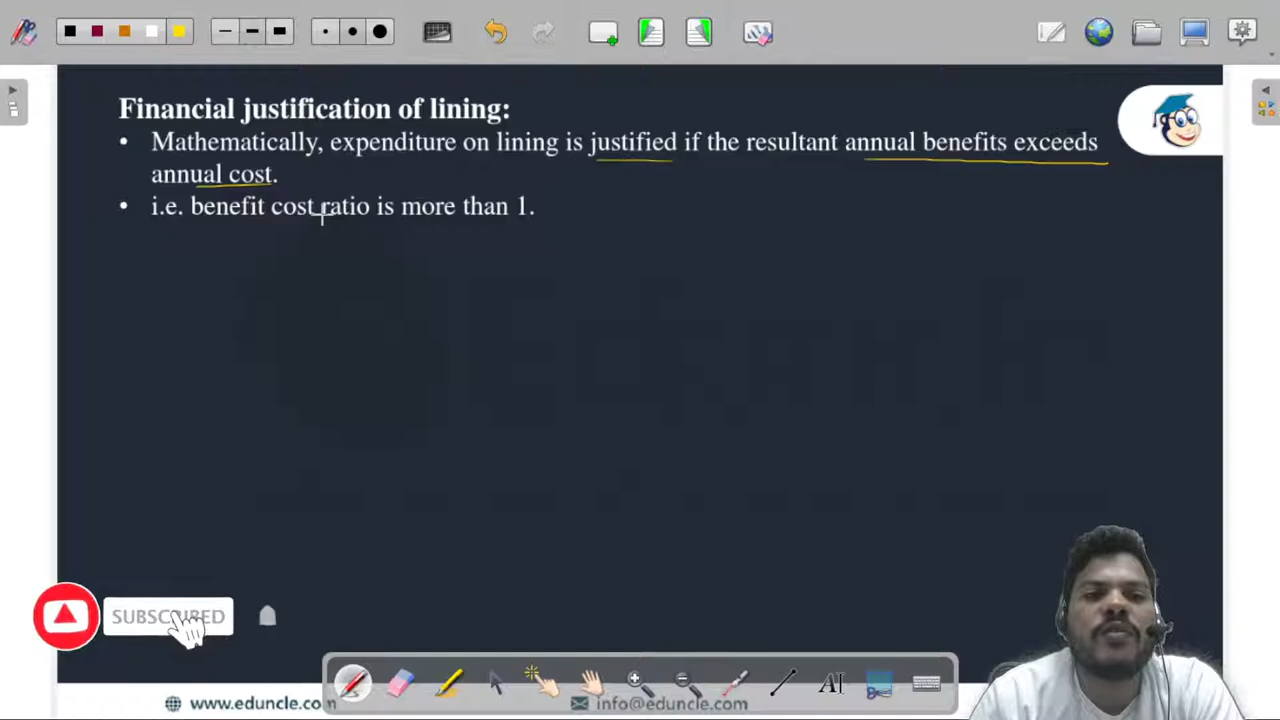 Financial justification of lining:
• Mathematically, expenditure on lining is justified if the resultant annual benefits exceeds
annual cost.
• i.e. benefit cost ratio is more than 1.
SUBSCRIBED
www.eduncle.com
info@eduncle.com
AI